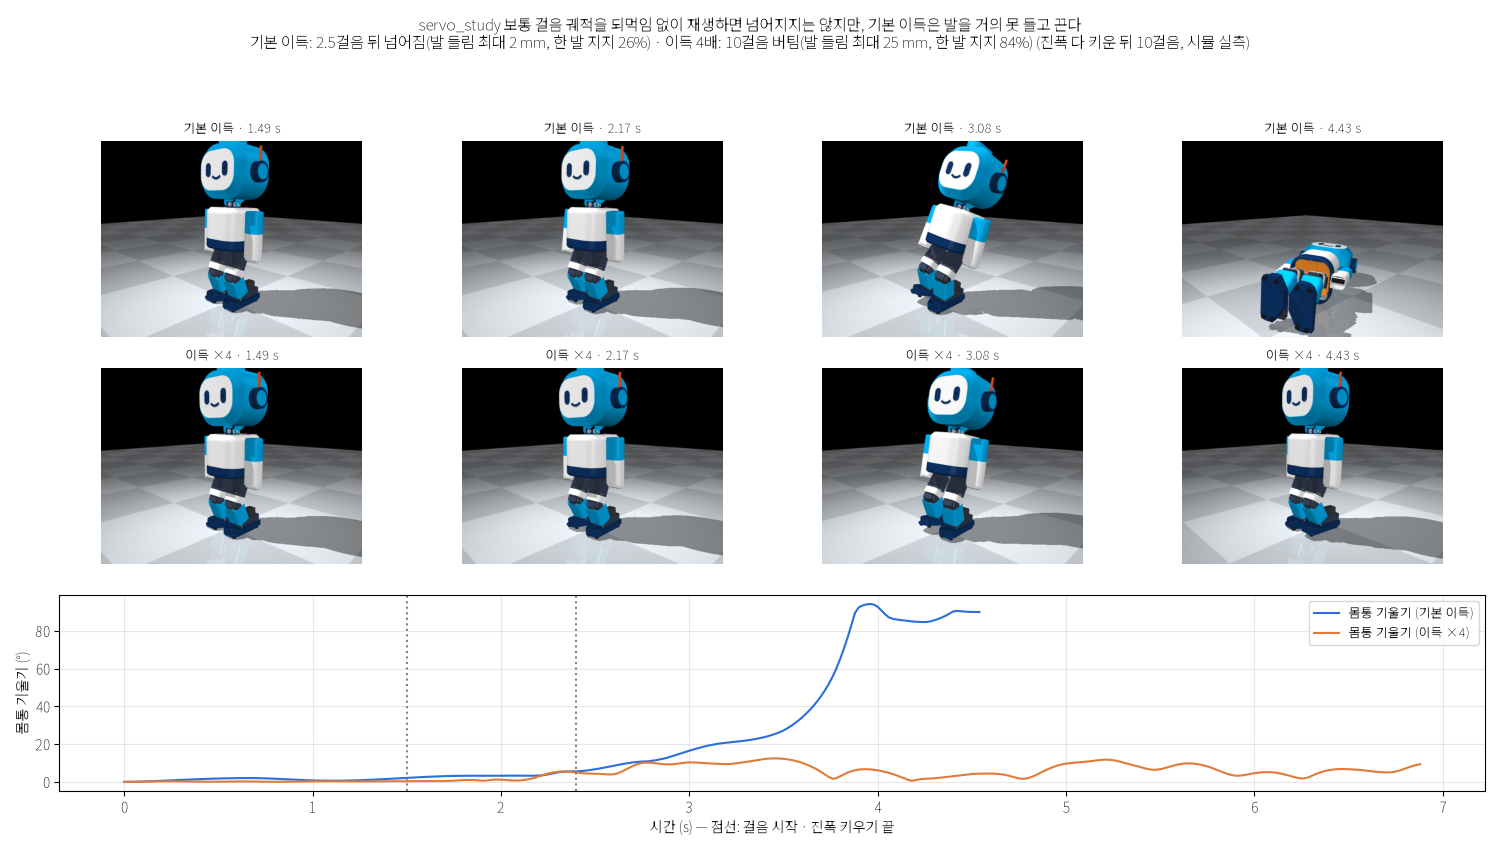 servo_study 보통 걸음 궤적을 되먹임 없이 재생하면 넘어지지는 않지만, 기본 이득은 발을 거의 못 들고 끈다
기본 이득: 2.5걸음 뒤 넘어짐(발 들림 최대 2 mm, 한 발 지지 26%) · 이득 4배: 10걸음 버팀(발 들림 최대 25 mm, 한 발 지지 84%) (진폭 다 키운 뒤 10걸음, 시뮬 실측)
기본 이득 · 1.49 s
기본 이득 · 2.17 s
기본 이득 · 3.08 s
기본 이득 · 4.43 s
이득 ×4 · 1.49 s
이득 ×4 · 2.17 s
이득 ×4 · 3.08 s
이득 ×4 · 4.43 s
몸통 기울기 (°)
80
60
40
20
0
몸통 기울기 (기본 이득)
몸통 기울기 (이득 ×4)
0 1 2 3 4 5 6 7
시간 (s) — 점선: 걸음 시작 · 진폭 키우기 끝